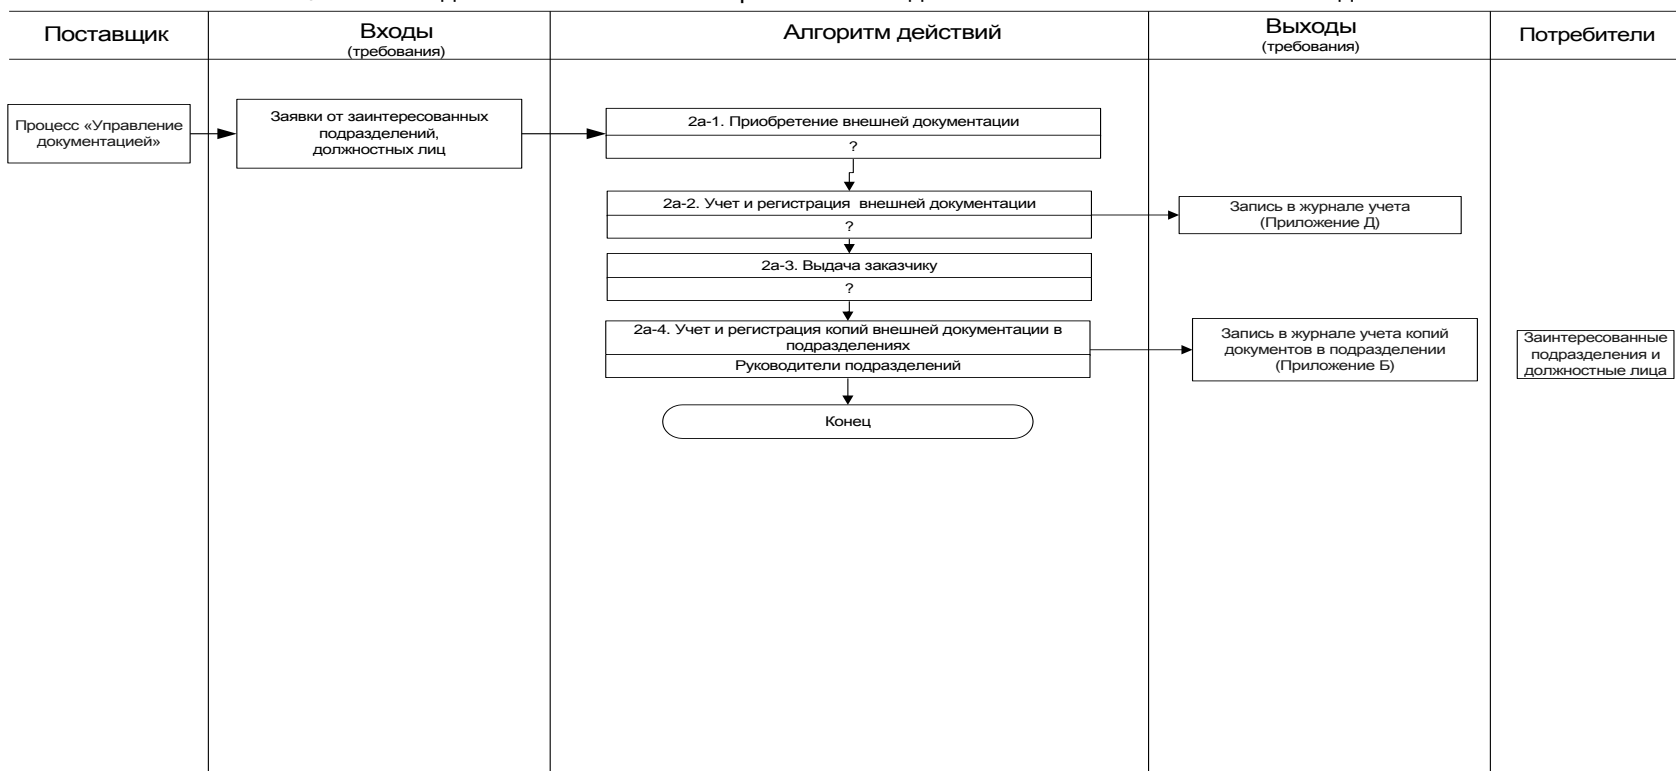 Поставщик
Входы
(требования)
Алгоритм действий
Выходы
(требования)
Потребители
Процесс «Управление
документацией»
Заявки от заинтересованных
подразделений,
должностных лиц
2а-1. Приобретение внешней документации
?
2а-2. Учет и регистрация внешней документации
?
Запись в журнале учета
(Приложение Д)
2а-3. Выдача заказчику
?
2а-4. Учет и регистрация копий внешней документации в
подразделениях
Руководители подразделений
Запись в журнале учета копий
документов в подразделении
(Приложение Б)
Заинтересованные
подразделения и
должностные лица
Конец